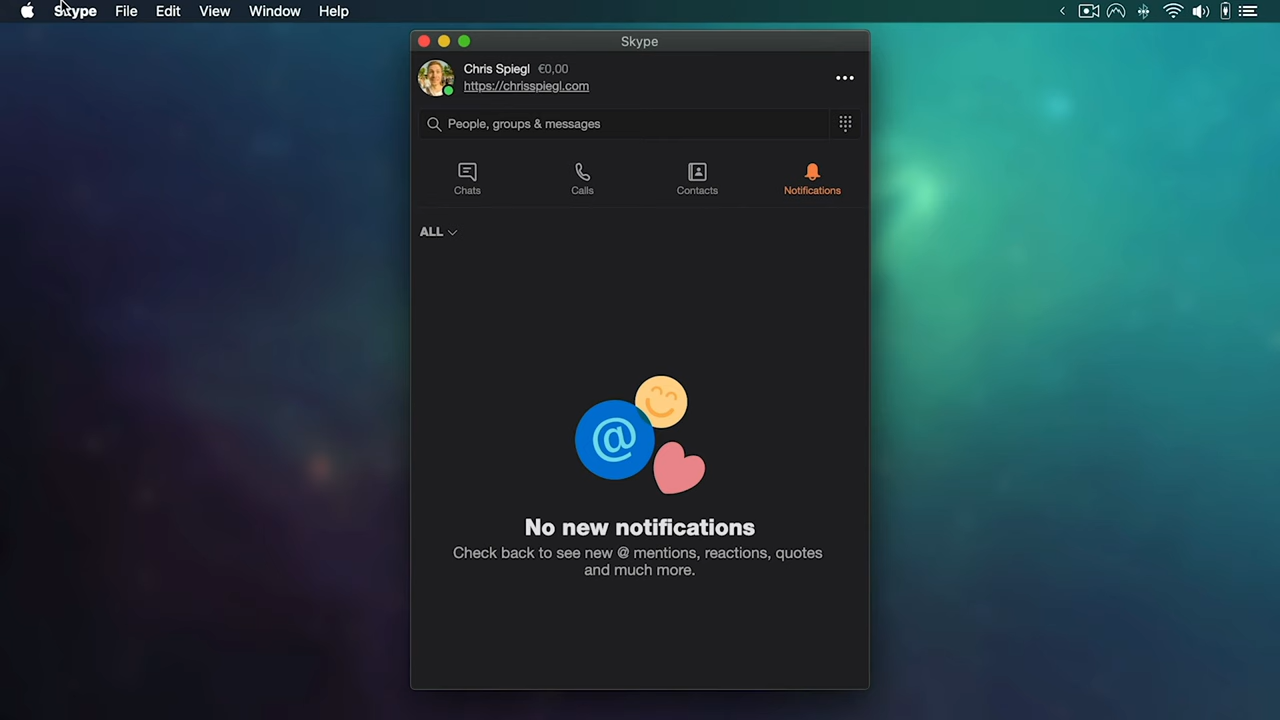 Skype File Edit View Window Help
Skype
Chris Spiegl €0,00
https://chrisspiegl.com
People, groups & messages
Chats Calls Contacts Notifications
ALL
@
No new notifications
Check back to see new @ mentions, reactions, quotes
and much more.